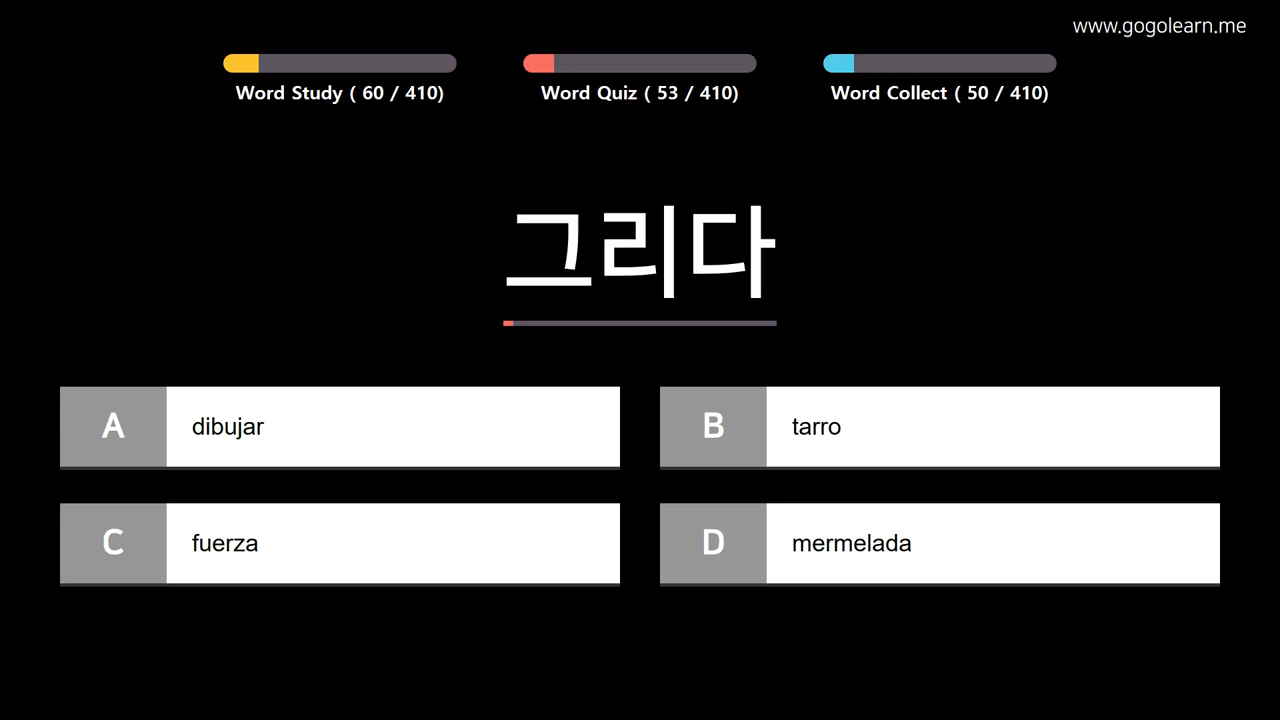 www.gogolearn.me
Word Study ( 60 / 410)
Word Quiz ( 53 / 410)
Word Collect ( 50 / 410)
그리다
A
dibujar
B
tarro
C
fuerza
D
mermelada